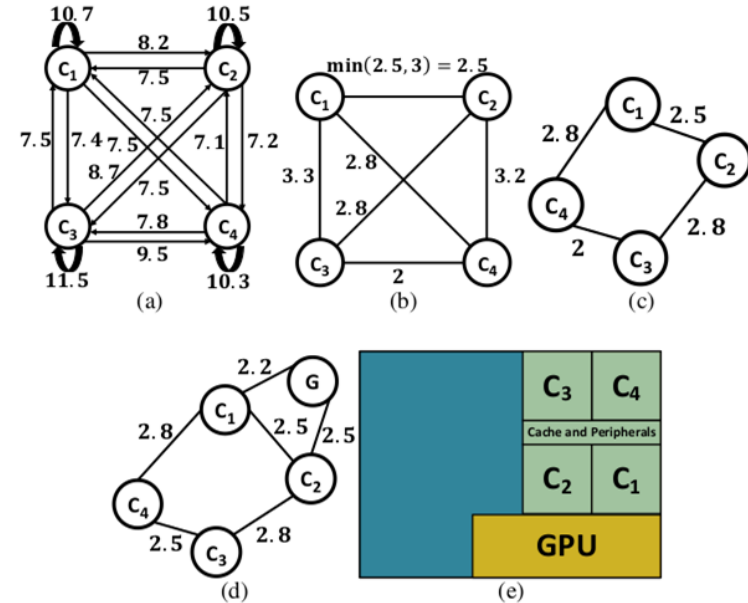 10.7 10.5
8.2
C₁ C₂
7.5
7.5
7.5 7.4 7.5 7.1 7.2
8.7
7.5
7.8
C₃ C₄
9.5
11.5 10.3
(a)
min(2.5, 3) = 2.5
C₁ C₂
2.8
3.3 3.2
2.8
C₃ C₄
2
(b)
C₁
2.5
2.8
C₂
C₄
2.8
2
C₃
(c)
2.2
G
C₁
2.5 2.5
2.8
C₂
C₄
2.8
2.5
C₃
(d)
C₃ C₄
Cache and Peripherals
C₂ C₁
GPU
(e)